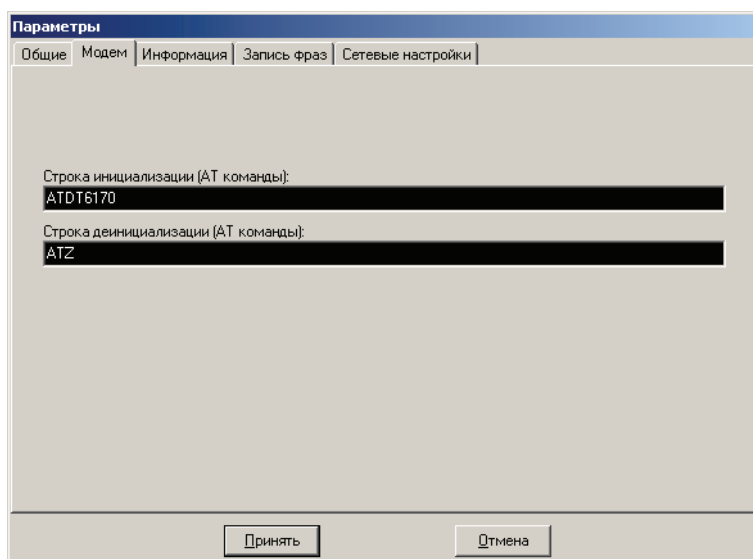 Параметры
Общие Модем Информация Запись фраз Сетевые настройки
Строка инициализации (АТ команды):
ATDT6170
Строка деинициализации (АТ команды):
ATZ
Принять Отмена